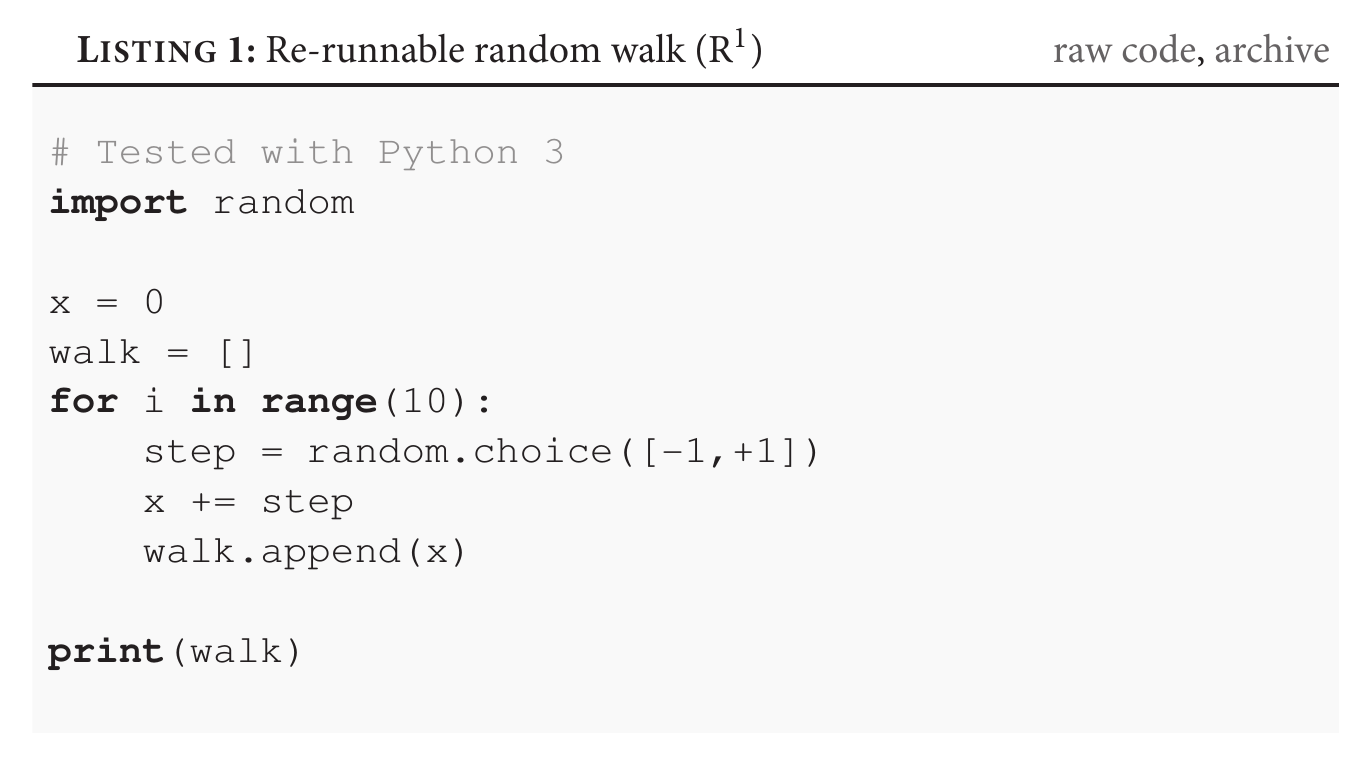 LISTING 1: Re-runnable random walk (R¹) raw code, archive
# Tested with Python 3
import random
x = 0
walk = []
for i in range(10):
    step = random.choice([-1,+1])
    x += step
    walk.append(x)
print(walk)